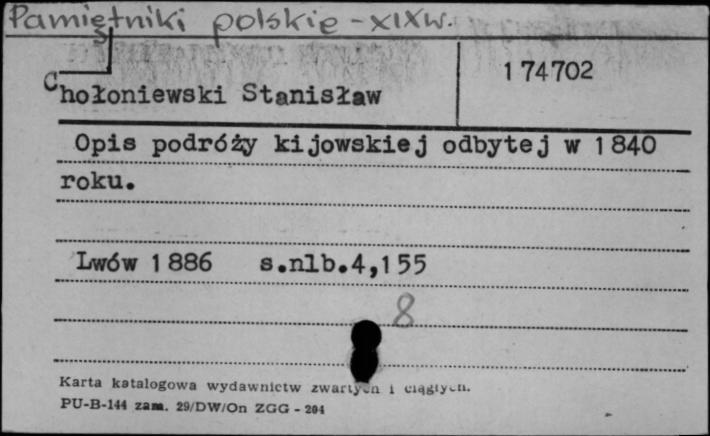 Pamiętniki polskie - XIXw.
174702
Chołoniewski Stanisław
Opis podróży kijowskiej odbytej w 1840
roku.
Lwów 1886 s.nlb.4,155
8
Karta katalogowa wydawnictw zwartych i ciągłych.
PU-B-144 zam. 29/DW/On ZGG - 204